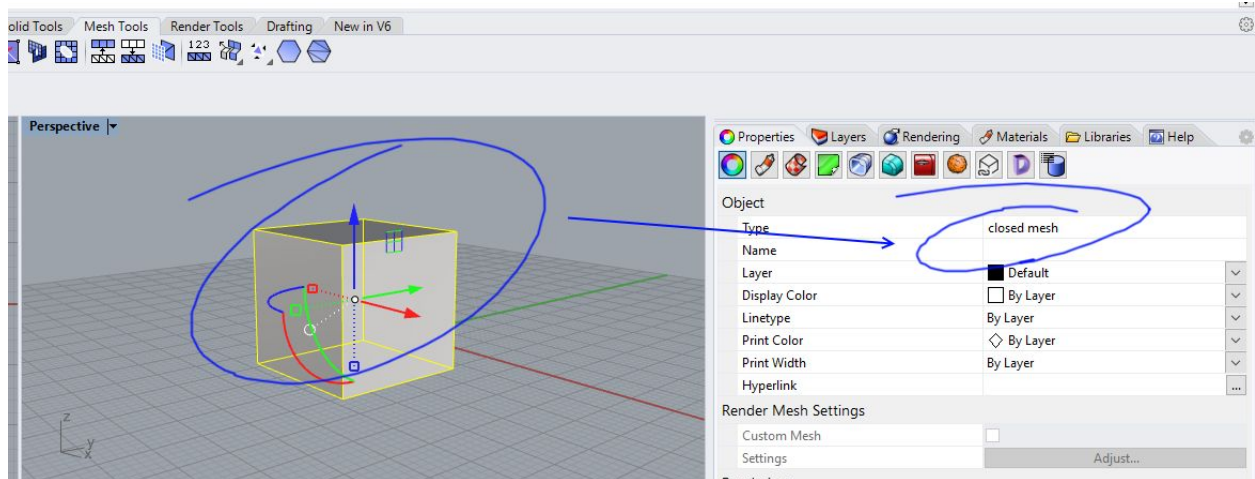 olid Tools Mesh Tools Render Tools Drafting New in V6
123
Perspective
Properties Layers Rendering Materials Libraries Help
Object
Type closed mesh
Name
Layer Default
Display Color By Layer
Linetype By Layer
Print Color By Layer
Print Width By Layer
Hyperlink ...
Render Mesh Settings
Custom Mesh
Settings Adjust...
z
y
x